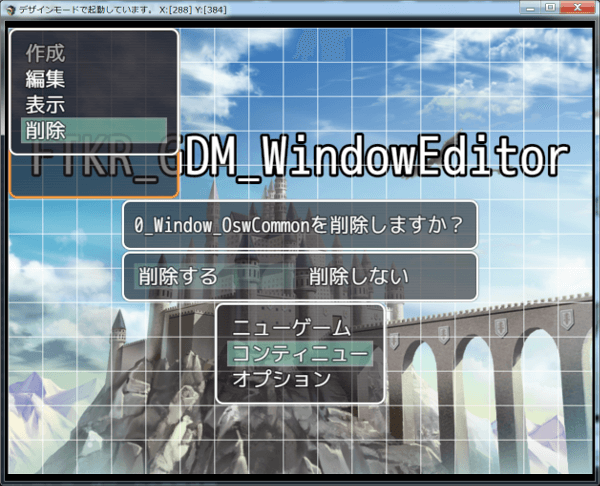 デザインモードで起動しています。 X:[288] Y:[384]
作成
編集
表示
削除
FTKR_GDM_WindowEditor
0_Window_OswCommonを削除しますか？
削除する 削除しない
ニューゲーム
コンティニュー
オプション